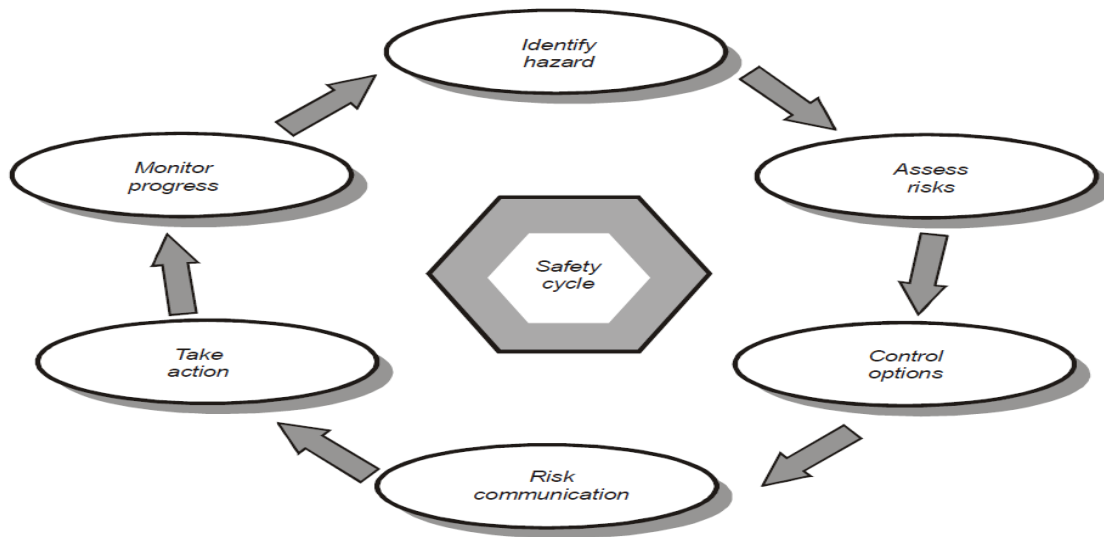 Identify
hazard
Assess
risks
Control
options
Risk
communication
Take
action
Monitor
progress
Safety
cycle